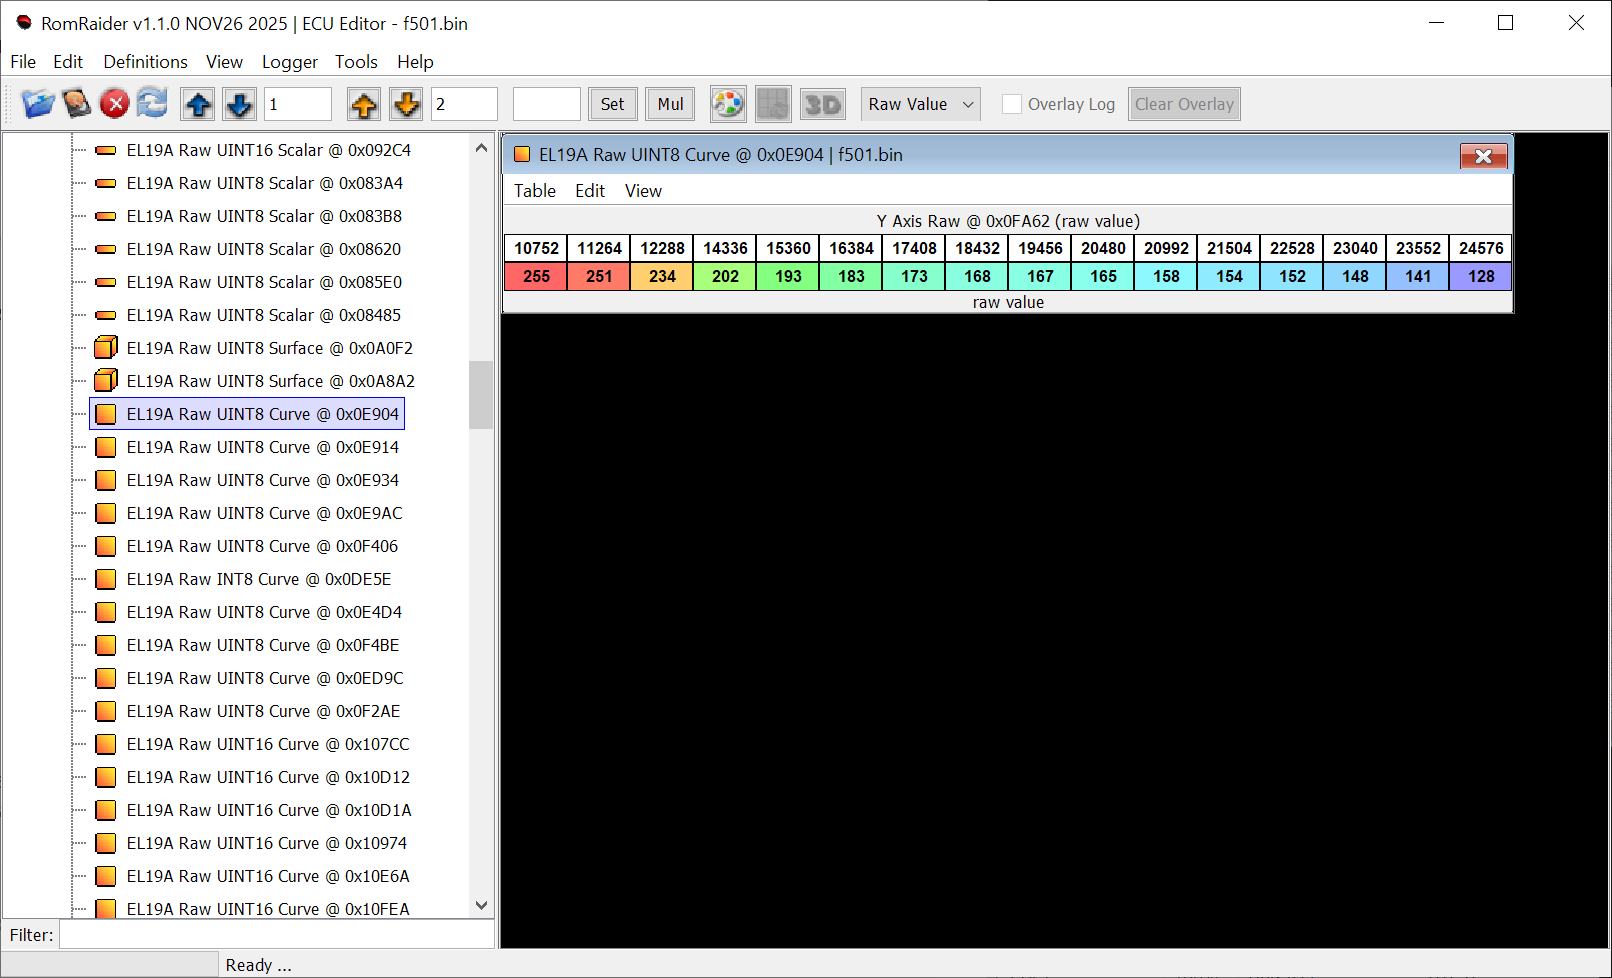 RomRaider v1.1.0 NOV26 2025 | ECU Editor - f501.bin
File Edit Definitions View Logger Tools Help
1 2 Set Mul 3D Raw Value Overlay Log Clear Overlay
EL19A Raw UINT16 Scalar @ 0x092C4
EL19A Raw UINT8 Scalar @ 0x083A4
EL19A Raw UINT8 Scalar @ 0x083B8
EL19A Raw UINT8 Scalar @ 0x08620
EL19A Raw UINT8 Scalar @ 0x085E0
EL19A Raw UINT8 Scalar @ 0x08485
EL19A Raw UINT8 Surface @ 0x0A0F2
EL19A Raw UINT8 Surface @ 0x0A8A2
EL19A Raw UINT8 Curve @ 0x0E904
EL19A Raw UINT8 Curve @ 0x0E914
EL19A Raw UINT8 Curve @ 0x0E934
EL19A Raw UINT8 Curve @ 0x0E9AC
EL19A Raw UINT8 Curve @ 0x0F406
EL19A Raw INT8 Curve @ 0x0DE5E
EL19A Raw UINT8 Curve @ 0x0E4D4
EL19A Raw UINT8 Curve @ 0x0F4BE
EL19A Raw UINT8 Curve @ 0x0ED9C
EL19A Raw UINT8 Curve @ 0x0F2AE
EL19A Raw UINT16 Curve @ 0x107CC
EL19A Raw UINT16 Curve @ 0x10D12
EL19A Raw UINT16 Curve @ 0x10D1A
EL19A Raw UINT16 Curve @ 0x10974
EL19A Raw UINT16 Curve @ 0x10E6A
EL19A Raw UINT16 Curve @ 0x10FEA
Filter:
Ready ...
EL19A Raw UINT8 Curve @ 0x0E904 | f501.bin
Table Edit View
Y Axis Raw @ 0x0FA62 (raw value)
10752 11264 12288 14336 15360 16384 17408 18432 19456 20480 20992 21504 22528 23040 23552 24576
255 251 234 202 193 183 173 168 167 165 158 154 152 148 141 128
raw value